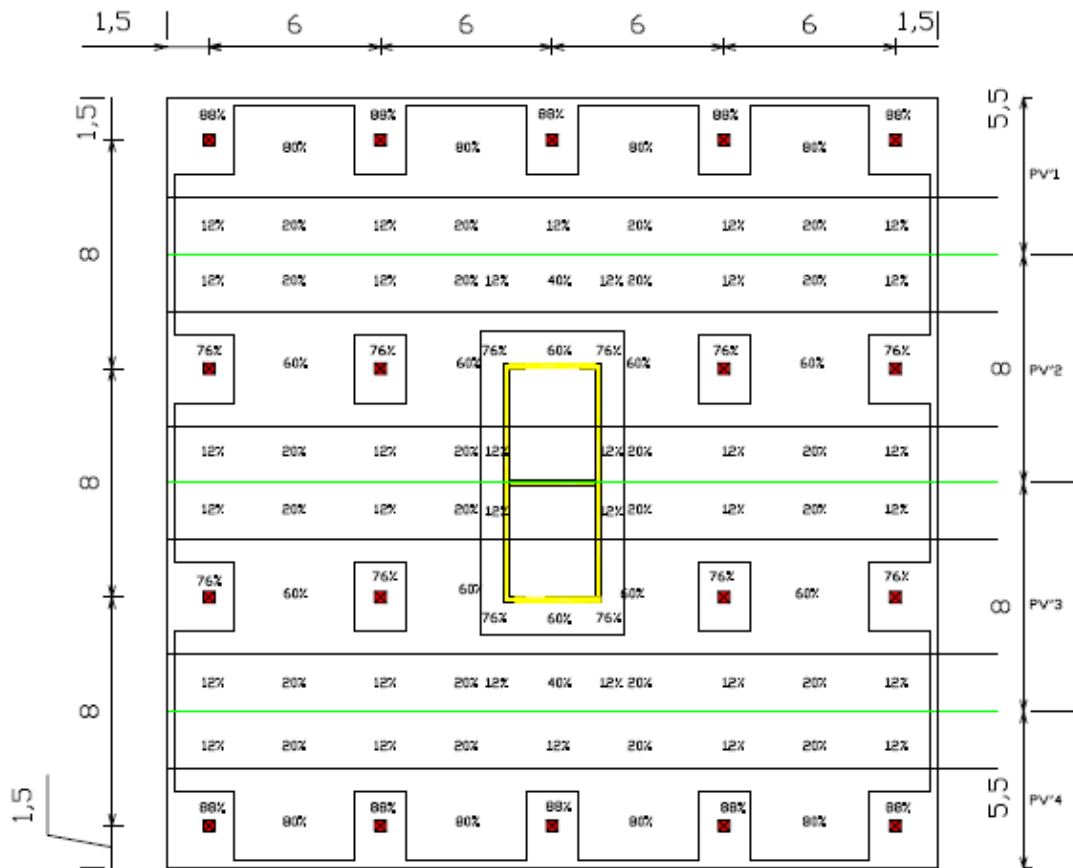 1,5 6 6 6 6 1,5
1,5 5,5
88% 88% 88% 88% 88%
80% 80% 80% 80%
PV'1
12% 20% 12% 20% 12% 20% 12% 20% 12%
8
12% 20% 12% 20% 12% 40% 12% 20% 12% 20% 12%
76% 60% 76% 60% 76% 60% 76% 60% 76% 60% 76%
8 PV'2
12% 20% 12% 20% 12% 12% 20% 12% 20% 12%
8
12% 20% 12% 20% 12% 12% 20% 12% 20% 12%
76% 60% 76% 60% 60% 76% 60% 76%
8 PV'3
76% 60% 76%
12% 20% 12% 20% 12% 40% 12% 20% 12% 20% 12%
8
12% 20% 12% 20% 12% 20% 12% 20% 12%
1,5 5,5 PV'4
88% 88% 88% 88% 88%
80% 80% 80% 80%